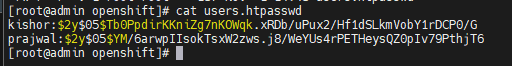 [root@admin openshift]# cat users.htpasswd
kishor:$2y$05$Tb0PpdirKKniZg7nKOWqk.xRDb/uPux2/Hf1dSLkmVobY1rDCP0/G
prajwal:$2y$05$YM/6arwpIIsokTsxW2zws.j8/WeYUs4rPETHeysQZ0pIv79PthjT6
[root@admin openshift]#